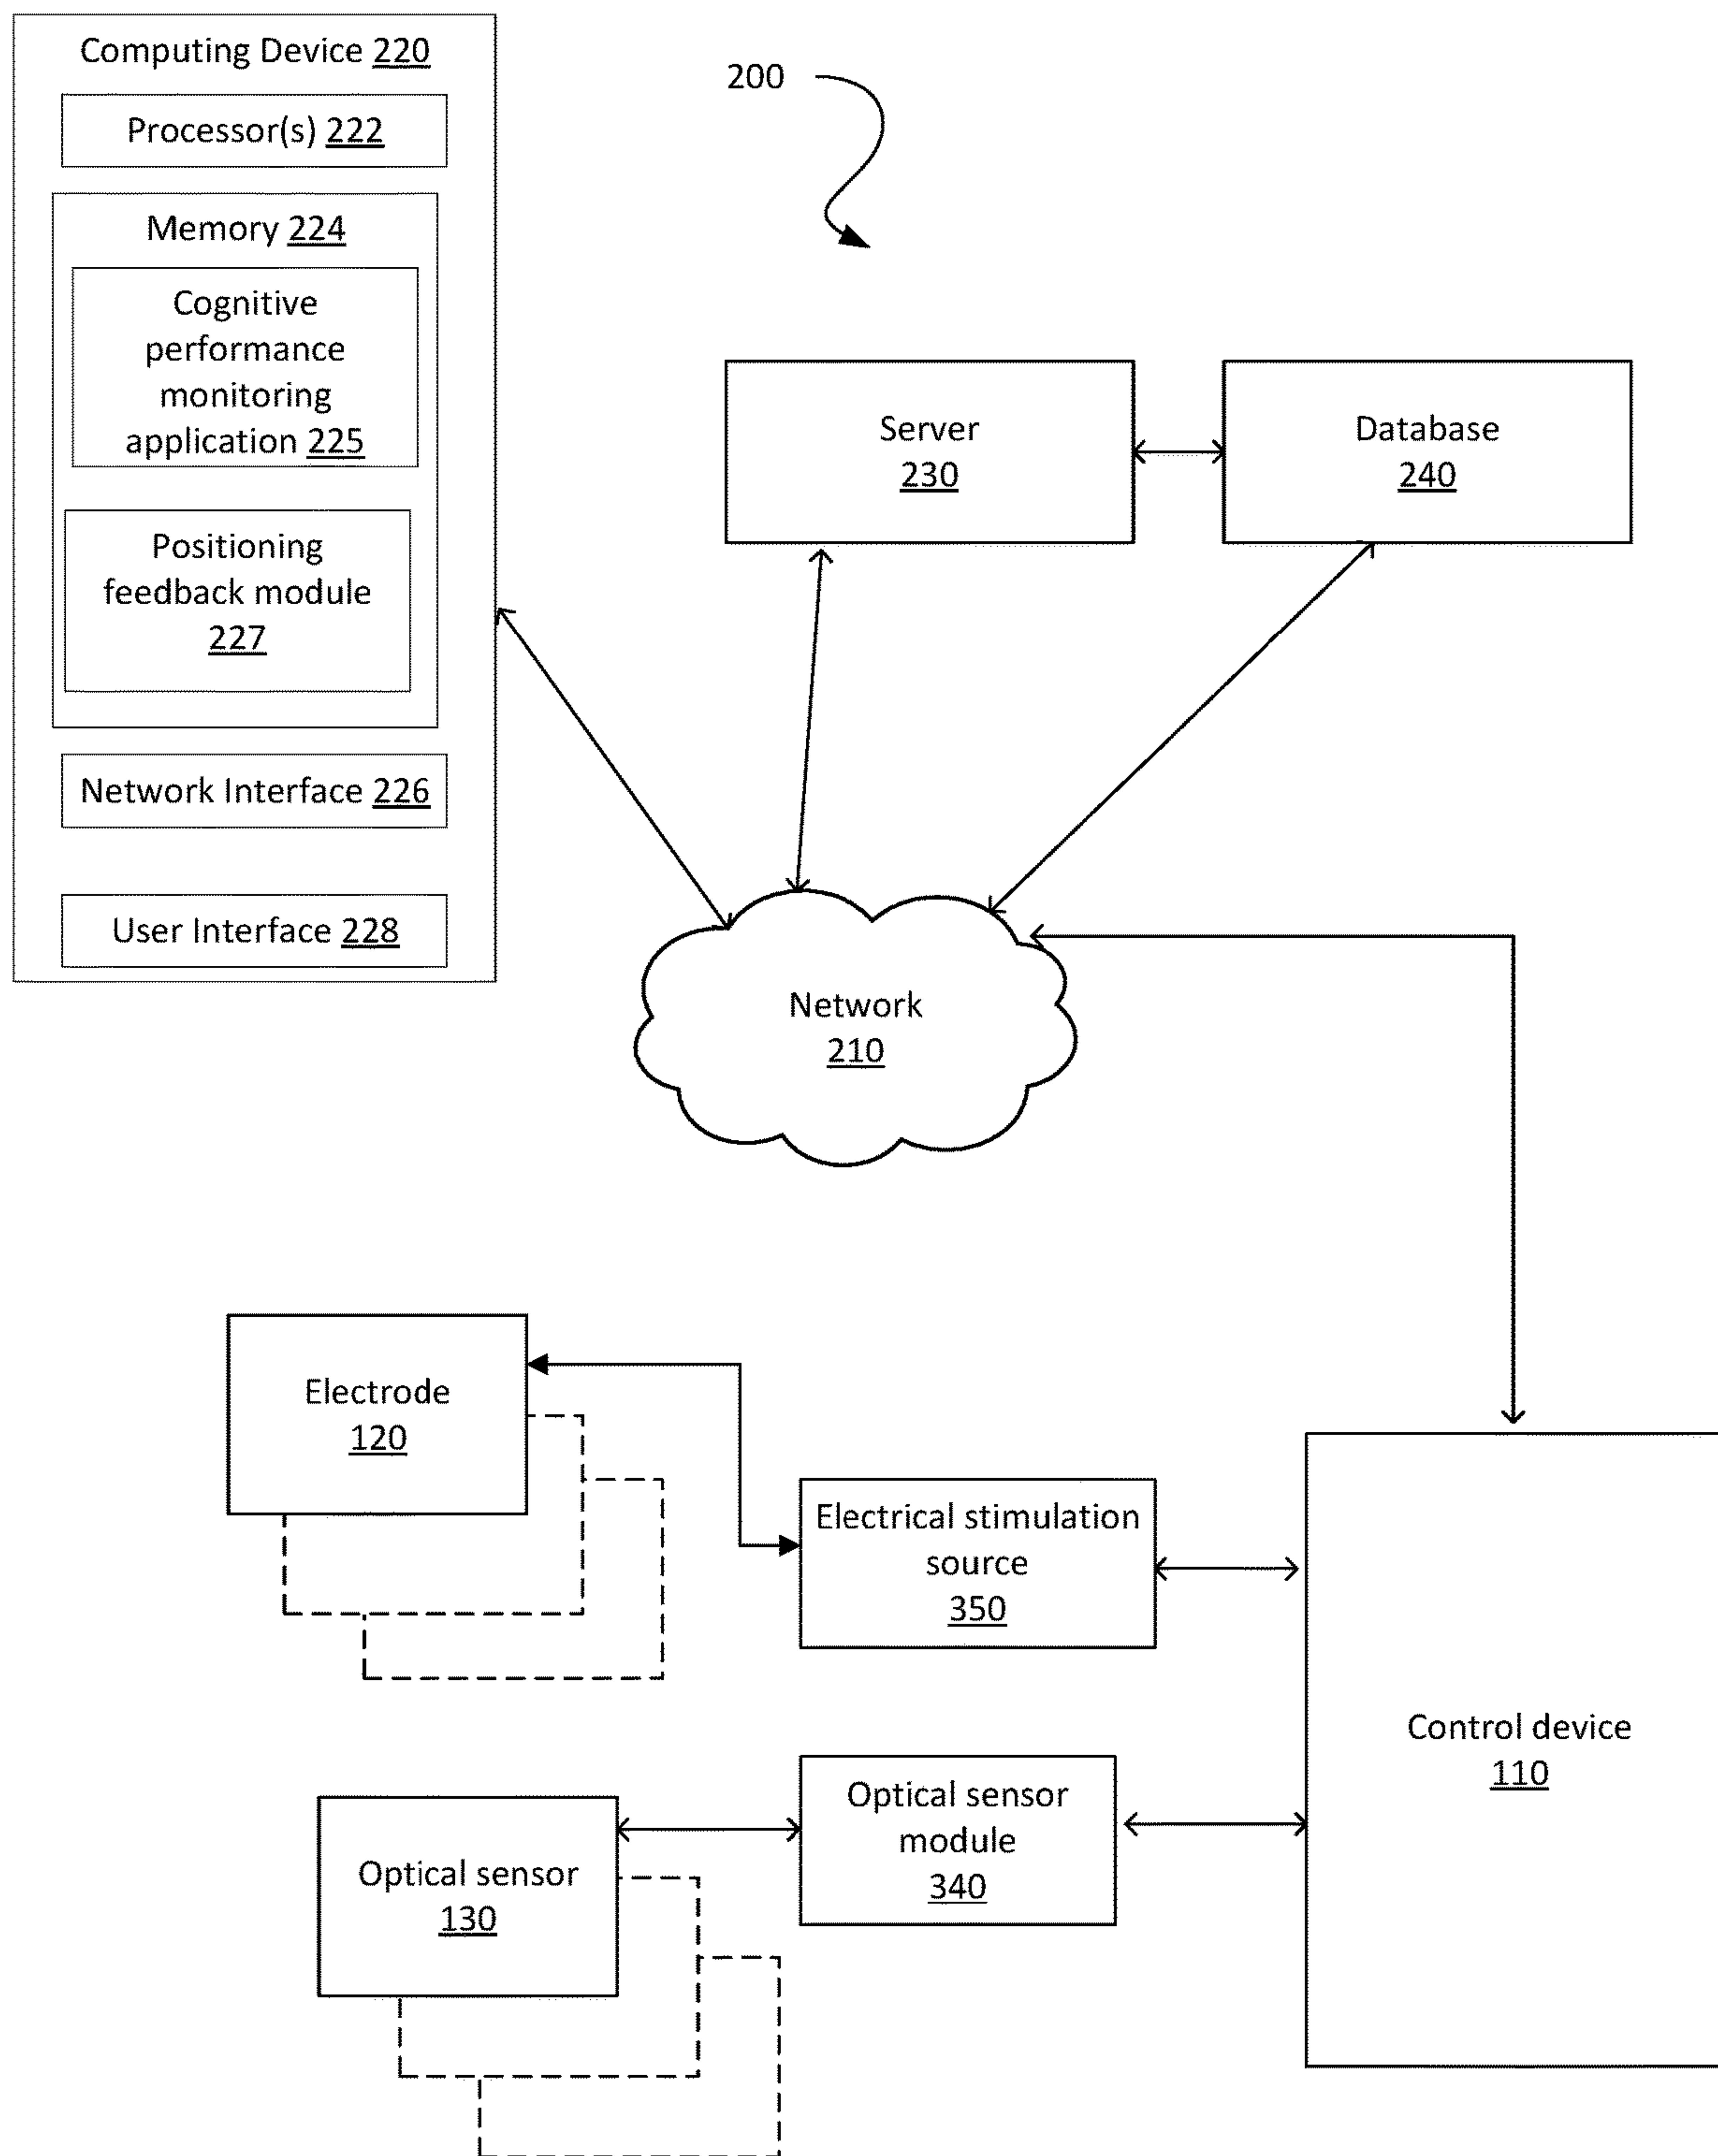 Computing Device 220
Processor(s) 222
Memory 224
Cognitive
performance
monitoring
application 225
Positioning
feedback module
227
Network Interface 226
User Interface 228
200
Server
230
Database
240
Network
210
Electrode
120
Electrical stimulation
source
350
Control device
110
Optical sensor
module
340
Optical sensor
130